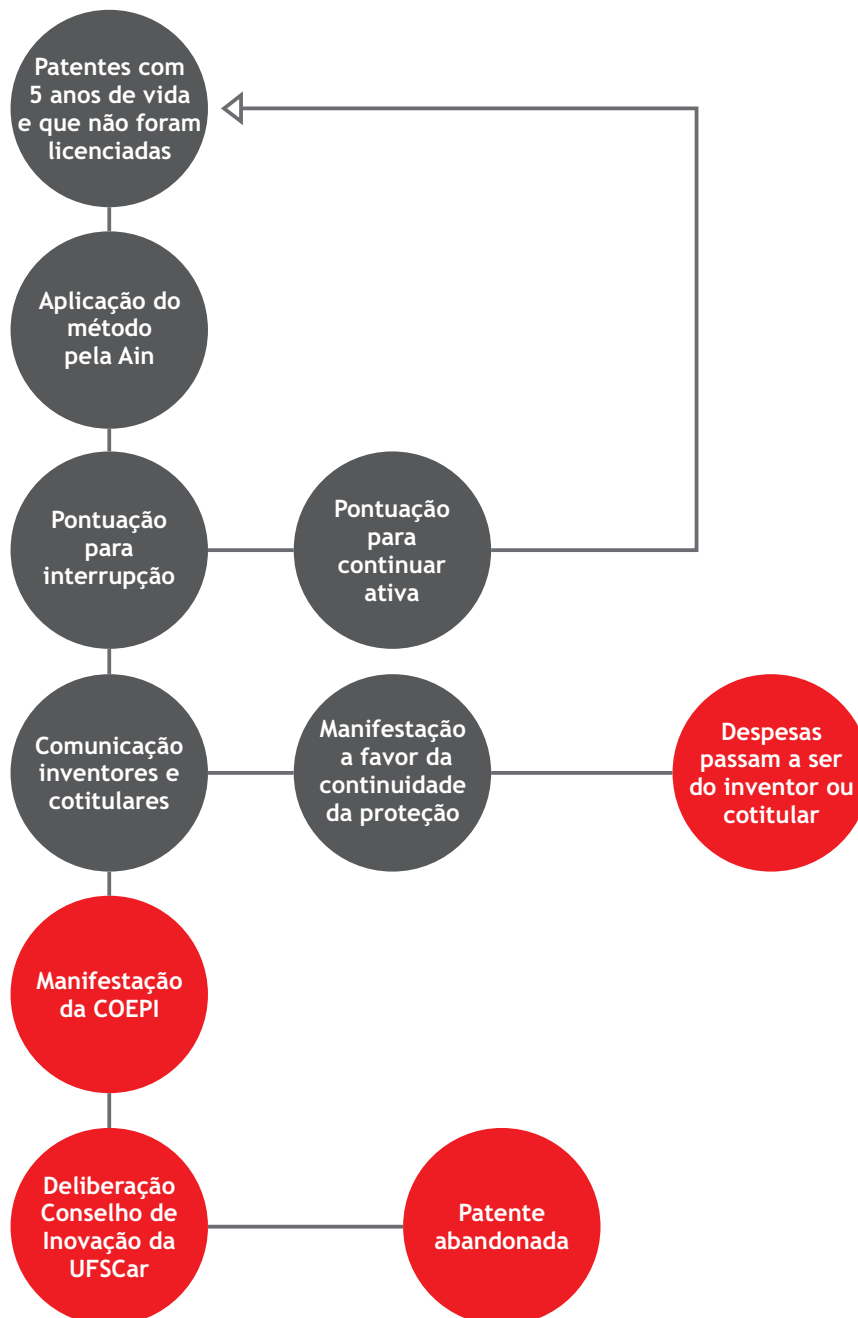 Patentes com
5 anos de vida
e que não foram
licenciadas
Aplicação do
método
pela Ain
Pontuação
para
interrupção
Pontuação
para
continuar
ativa
Comunicação
inventores e
cotitulares
Manifestação
a favor da
continuidade
da proteção
Despesas
passam a ser
do inventor ou
cotitular
Manifestação
da COEPI
Deliberação
Conselho de
Inovação da
UFSCar
Patente
abandonada